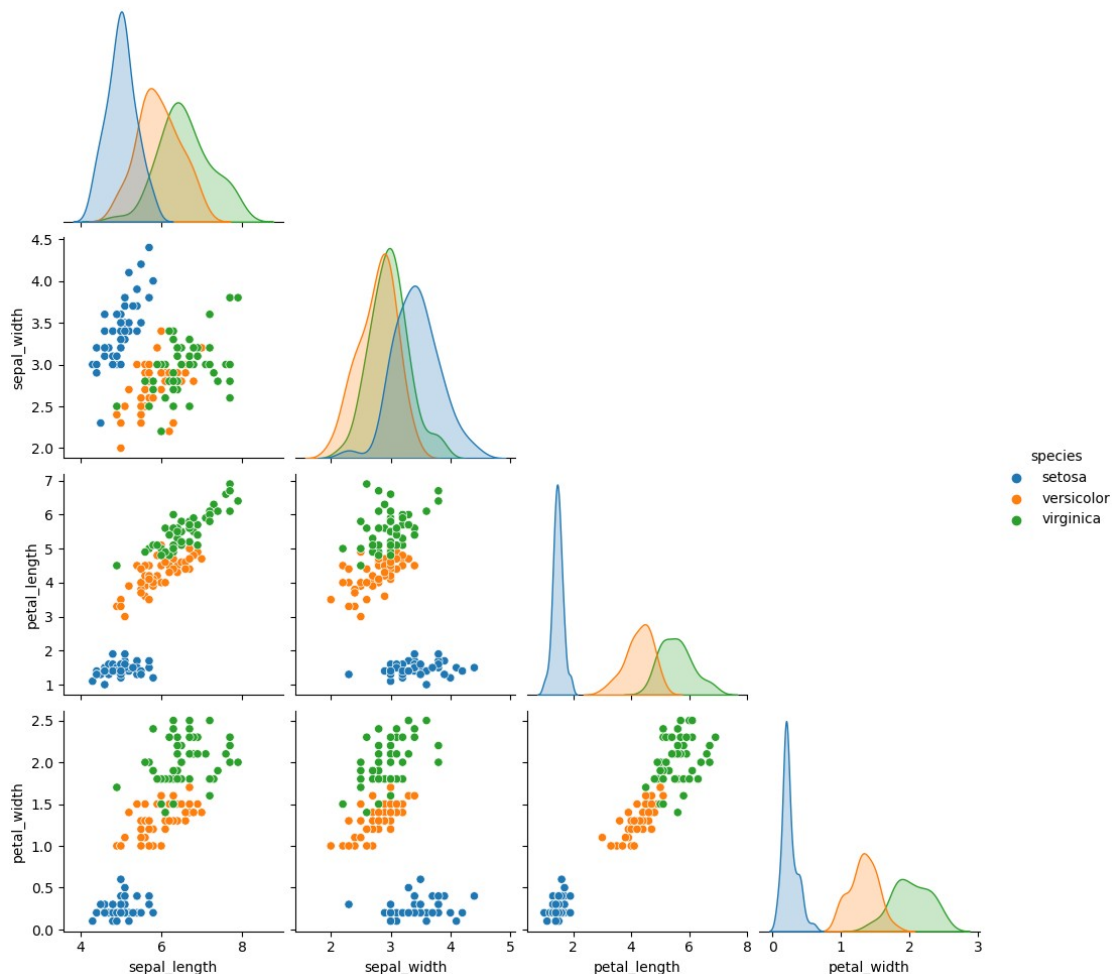 4.5
4.0
3.5
3.0
2.5
2.0
sepal_width
7
6
5
4
3
2
1
petal_length
species
setosa
versicolor
virginica
2.5
2.0
1.5
1.0
0.5
0.0
petal_width
4 6 8
sepal_length
2 3 4 5
sepal_width
2 4 6 8
petal_length
0 1 2 3
petal_width